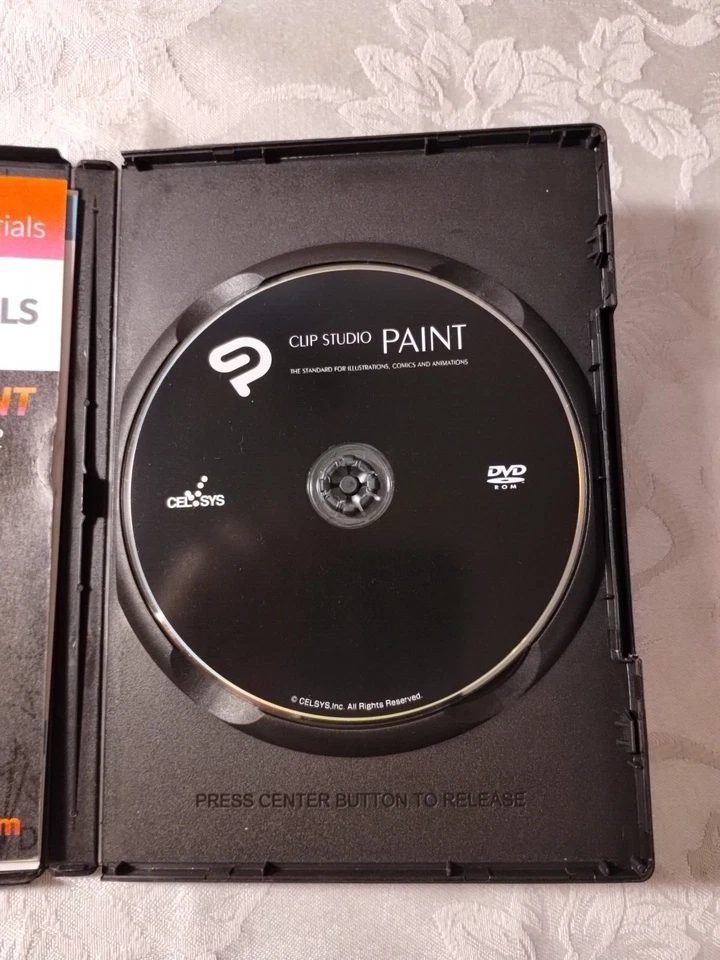 rials
LS
NT
CLIP STUDIO PAINT
THE STANDARD FOR ILLUSTRATIONS, COMICS AND ANIMATIONS
CELSYS
DVD
ROM
© CELSYS,Inc. All Rights Reserved.
PRESS CENTER BUTTON TO RELEASE
m